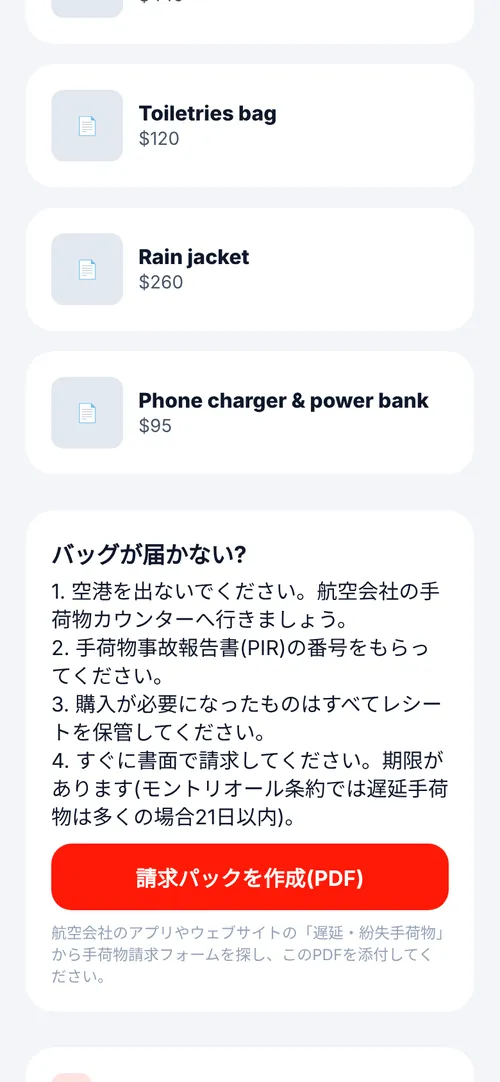 Toiletries bag
$120
Rain jacket
$260
Phone charger & power bank
$95
バッグが届かない?
1. 空港を出ないでください。航空会社の手
荷物カウンターへ行きましょう。
2. 手荷物事故報告書(PIR)の番号をもらっ
てください。
3. 購入が必要になったものはすべてレシー
トを保管してください。
4. すぐに書面で請求してください。期限が
あります(モントリオール条約では遅延手荷
物は多くの場合21日以内)。
請求パックを作成(PDF)
航空会社のアプリやウェブサイトの「遅延・紛失手荷物」
から手荷物請求フォームを探し、このPDFを添付してく
ださい。